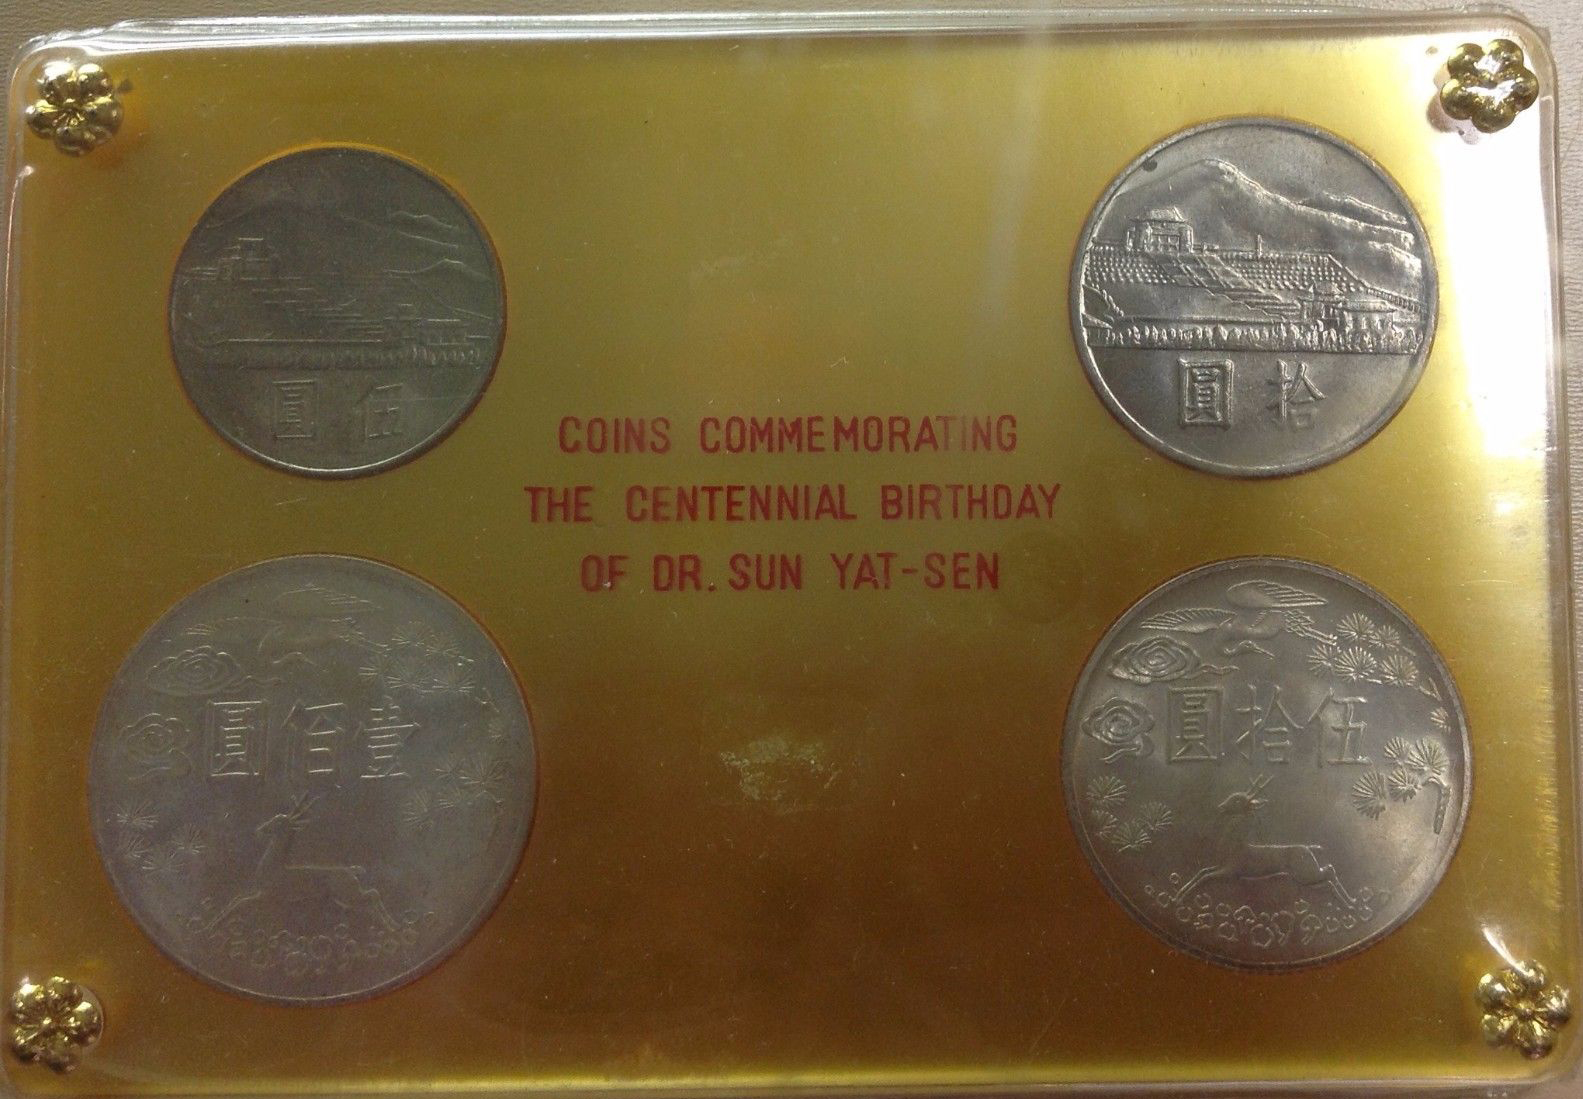 圓伍
圓拾
COINS COMMEMORATING
THE CENTENNIAL BIRTHDAY
OF DR. SUN YAT-SEN
圓佰壹
圓拾伍